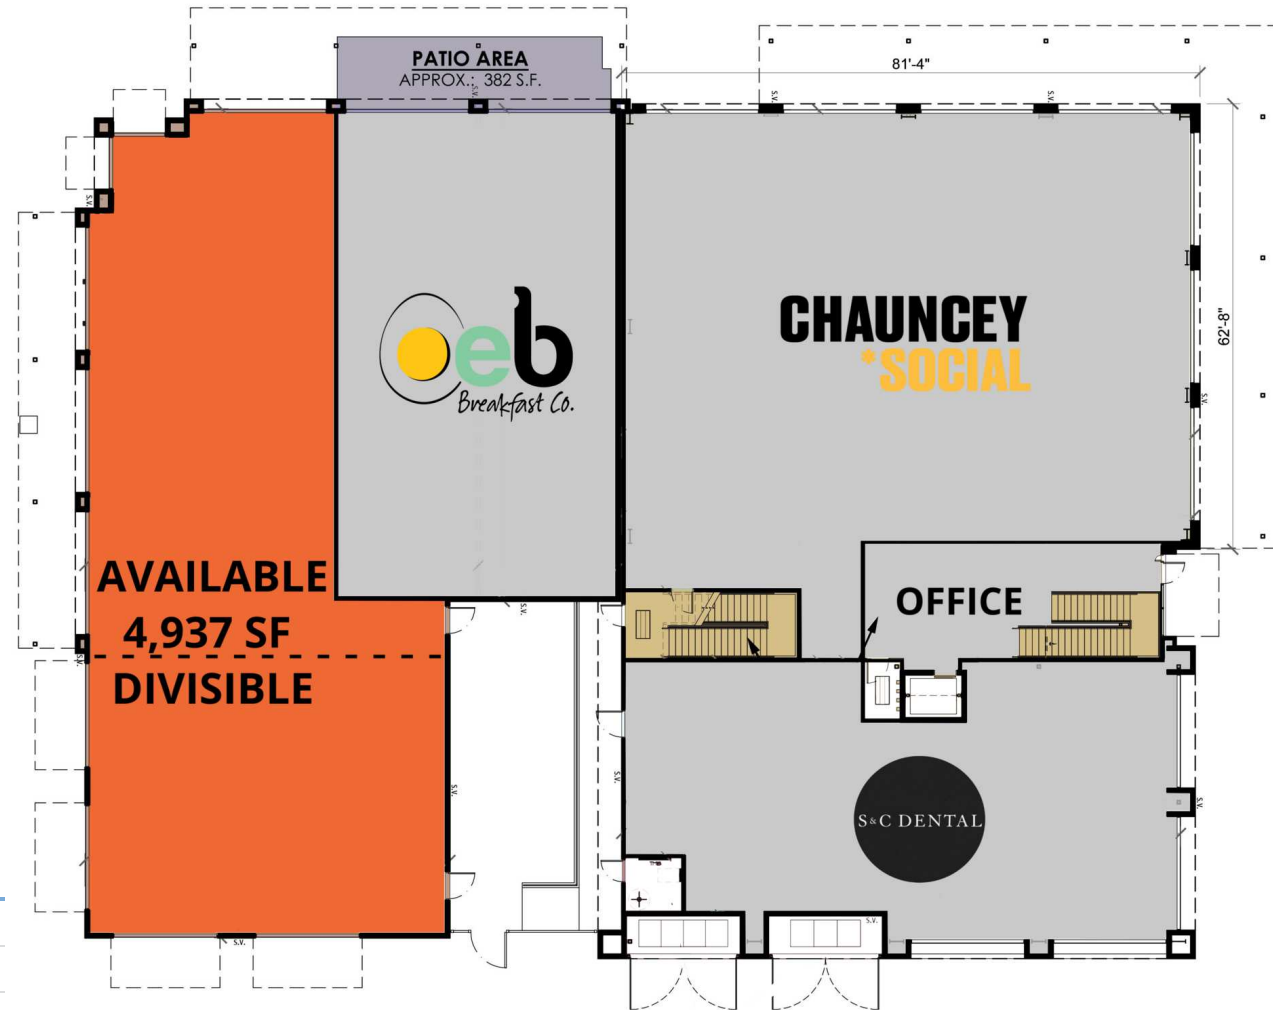 PATIO AREA
APPROX.: 382 S.F.
81'-4"
62'-8"
OEB
Breakfast Co.
CHAUNCEY
*SOCIAL
AVAILABLE
4,937 SF
DIVISIBLE
OFFICE
S&C DENTAL
S.V.
S.V.
S.V.
S.V.
S.V.
S.V.
S.V.
S.V.
S.V.
S.V.
S.V.
S.V.